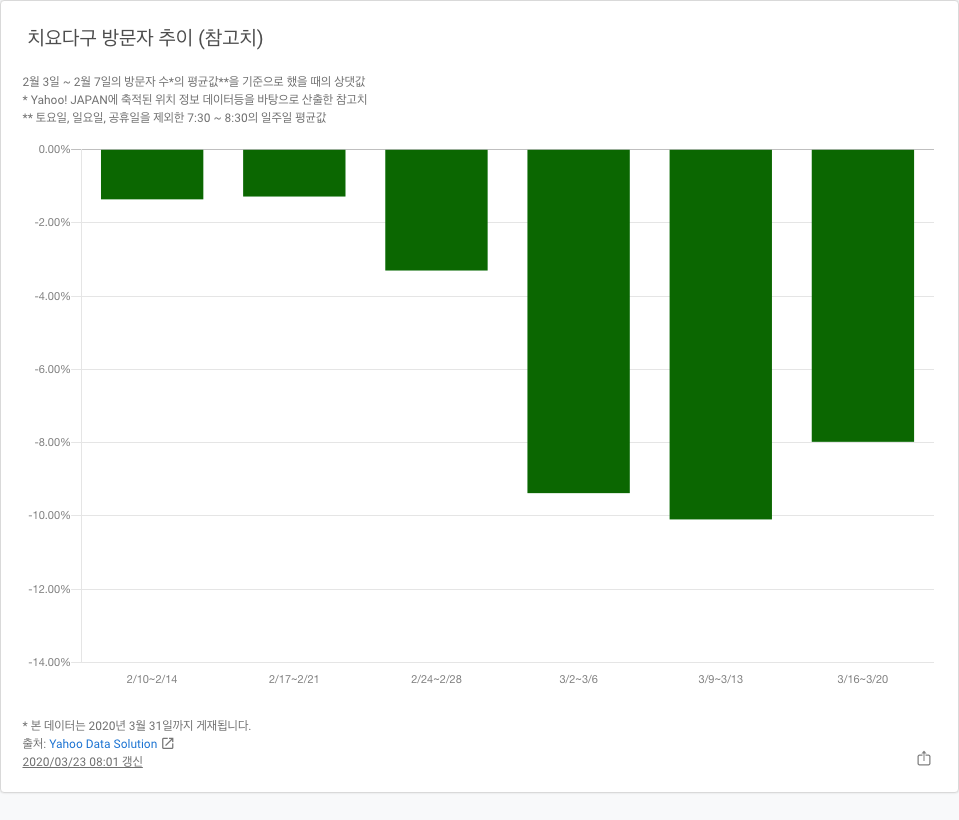 치요다구 방문자 추이 (참고치)
2월 3일 ~ 2월 7일의 방문자 수*의 평균값**을 기준으로 했을 때의 상댓값
* Yahoo! JAPAN에 축적된 위치 정보 데이터등을 바탕으로 산출한 참고치
** 토요일, 일요일, 공휴일을 제외한 7:30 ~ 8:30의 일주일 평균값
0.00%
-2.00%
-4.00%
-6.00%
-8.00%
-10.00%
-12.00%
-14.00%
2/10~2/14 2/17~2/21 2/24~2/28 3/2~3/6 3/9~3/13 3/16~3/20
* 본 데이터는 2020년 3월 31일까지 게재됩니다.
출처: Yahoo Data Solution
2020/03/23 08:01 갱신